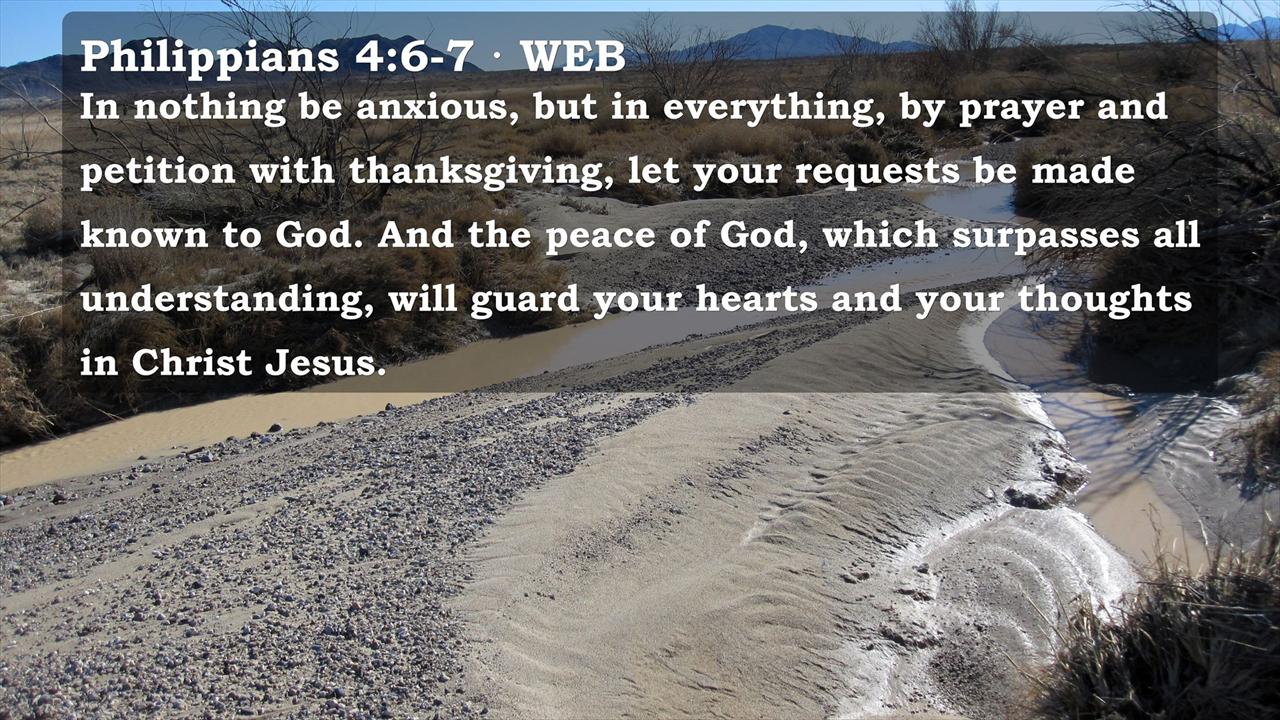 Philippians 4:6-7 · WEB
In nothing be anxious, but in everything, by prayer and
petition with thanksgiving, let your requests be made
known to God. And the peace of God, which surpasses all
understanding, will guard your hearts and your thoughts
in Christ Jesus.